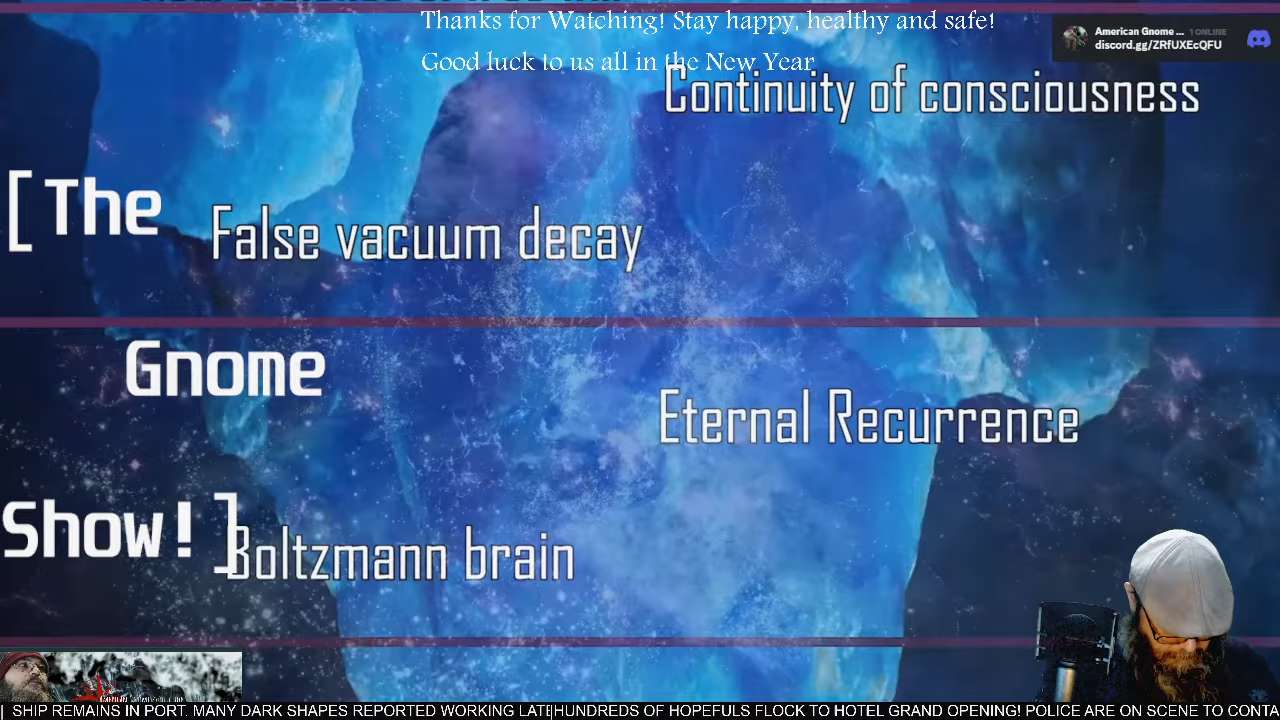 Thanks for Watching! Stay happy, healthy and safe!
Good luck to us all in the New Year
American Gnome ... 1 ONLINE
discord.gg/ZRfUXEcQFU
Continuity of consciousness
[ The
False vacuum decay
Gnome
Eternal Recurrence
Show! ]
Boltzmann brain
SHIP REMAINS IN PORT. MANY DARK SHAPES REPORTED WORKING LATE|HUNDREDS OF HOPEFULS FLOCK TO HOTEL GRAND OPENING! POLICE ARE ON SCENE TO CONTA